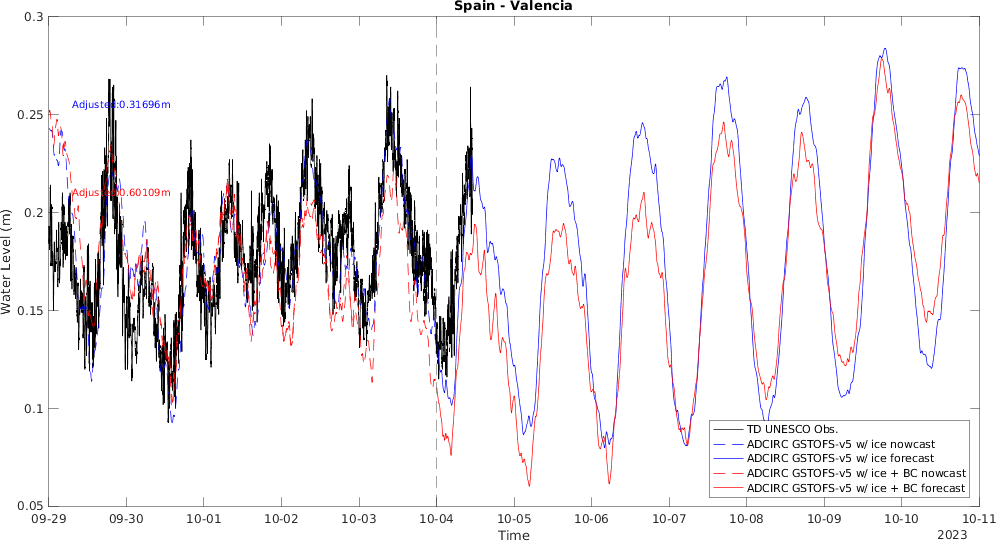 Spain - Valencia
0.3
0.25
0.2
0.15
0.1
0.05
Water Level (m)
Adjusted:0.31696m
Adjusted:0.60109m
TD UNESCO Obs.
ADCIRC GSTOFS-v5 w/ ice nowcast
ADCIRC GSTOFS-v5 w/ ice forecast
ADCIRC GSTOFS-v5 w/ ice + BC nowcast
ADCIRC GSTOFS-v5 w/ ice + BC forecast
09-29 09-30 10-01 10-02 10-03 10-04 10-05 10-06 10-07 10-08 10-09 10-10 10-11
Time
2023